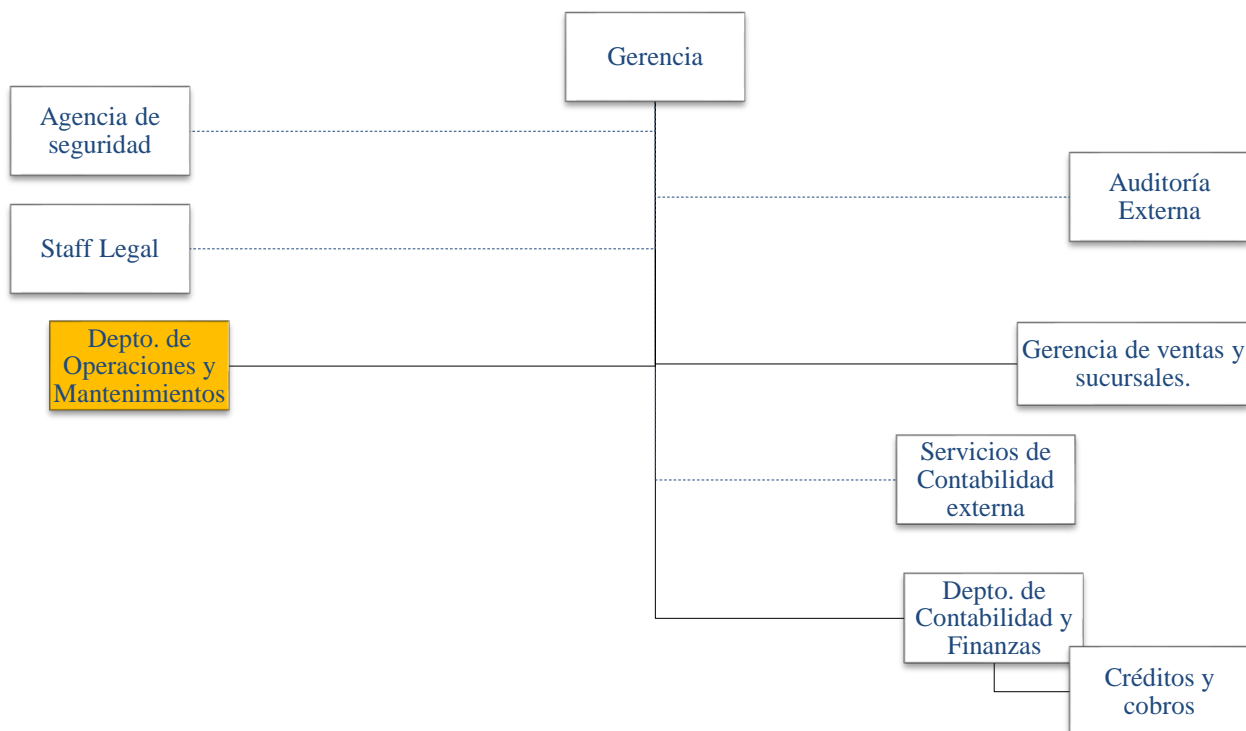 Gerencia
Agencia de
seguridad
Auditoría
Externa
Staff Legal
Depto. de
Operaciones y
Mantenimientos
Gerencia de ventas y
sucursales.
Servicios de
Contabilidad
externa
Depto. de
Contabilidad y
Finanzas
Créditos y
cobros